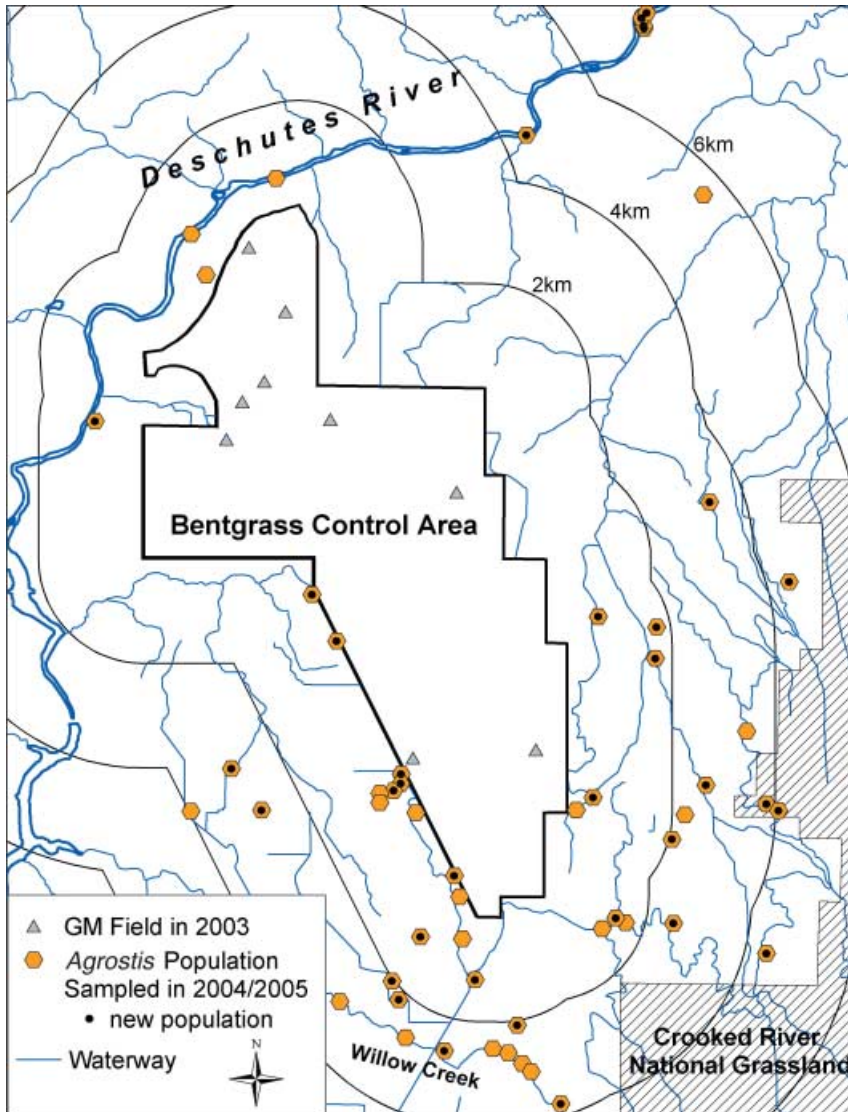 Deschutes River
6km
4km
2km
Bentgrass Control Area
GM Field in 2003
Agrostis Population
Sampled in 2004/2005
new population
Waterway
N
Willow Creek
Crooked River
National Grassland